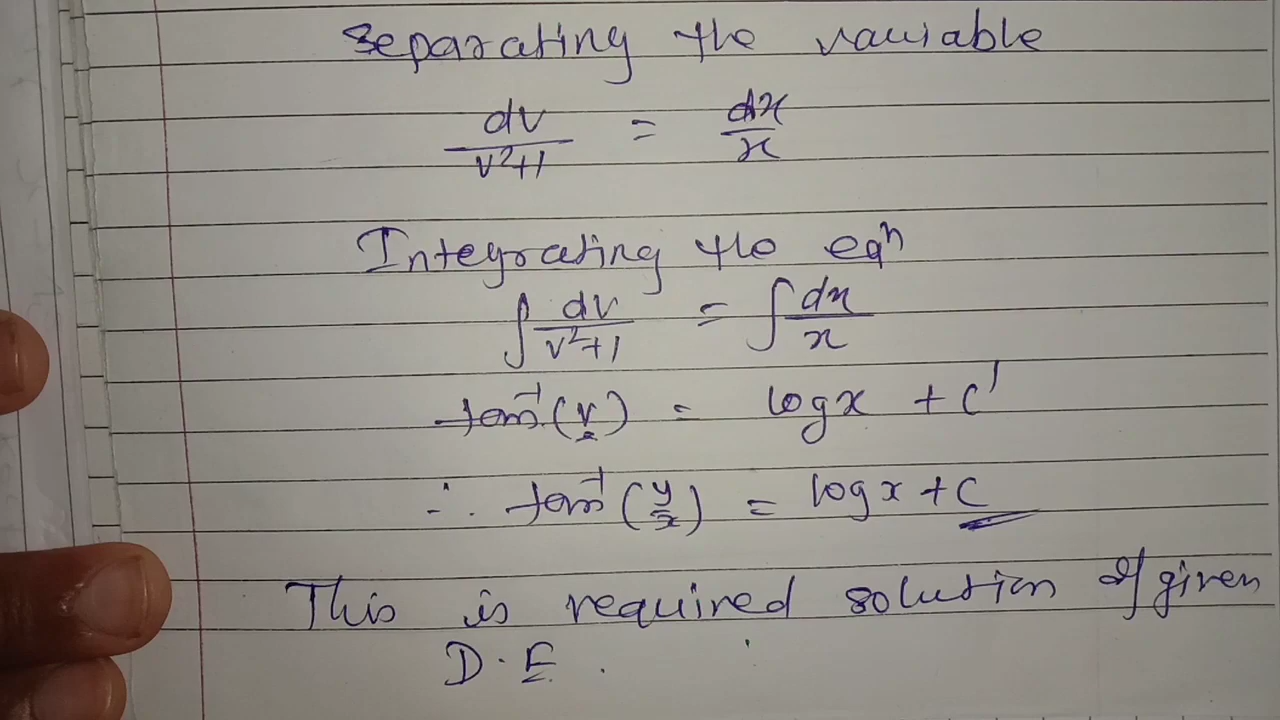 Separating the variable
dv/v²+1 = dx/x
Integrating the eqⁿ
∫ dv/v²+1 = ∫ dx/x
tan⁻¹(v) = log x + c'
∴ tan⁻¹(y/x) = log x + c
This is required solution of given
D.E.